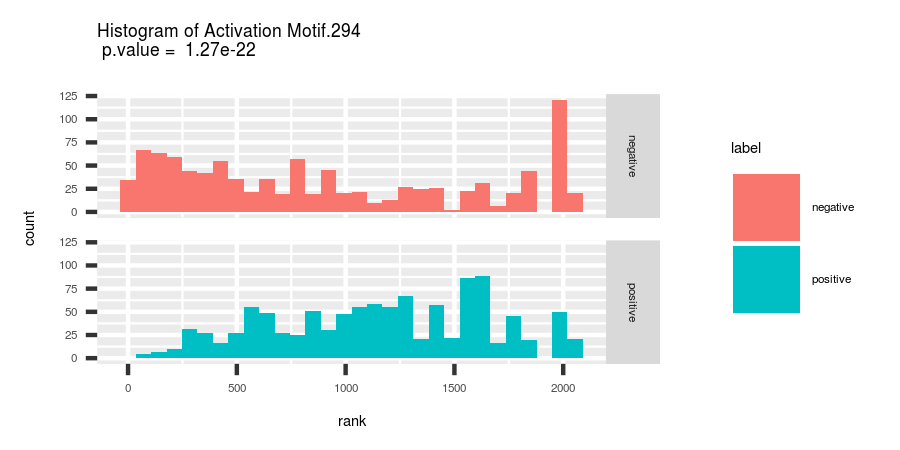 Histogram of Activation Motif.294
p.value = 1.27e-22
count
125
100
75
50
25
0
negative
125
100
75
50
25
0
positive
0 500 1000 1500 2000
rank
label
negative
positive